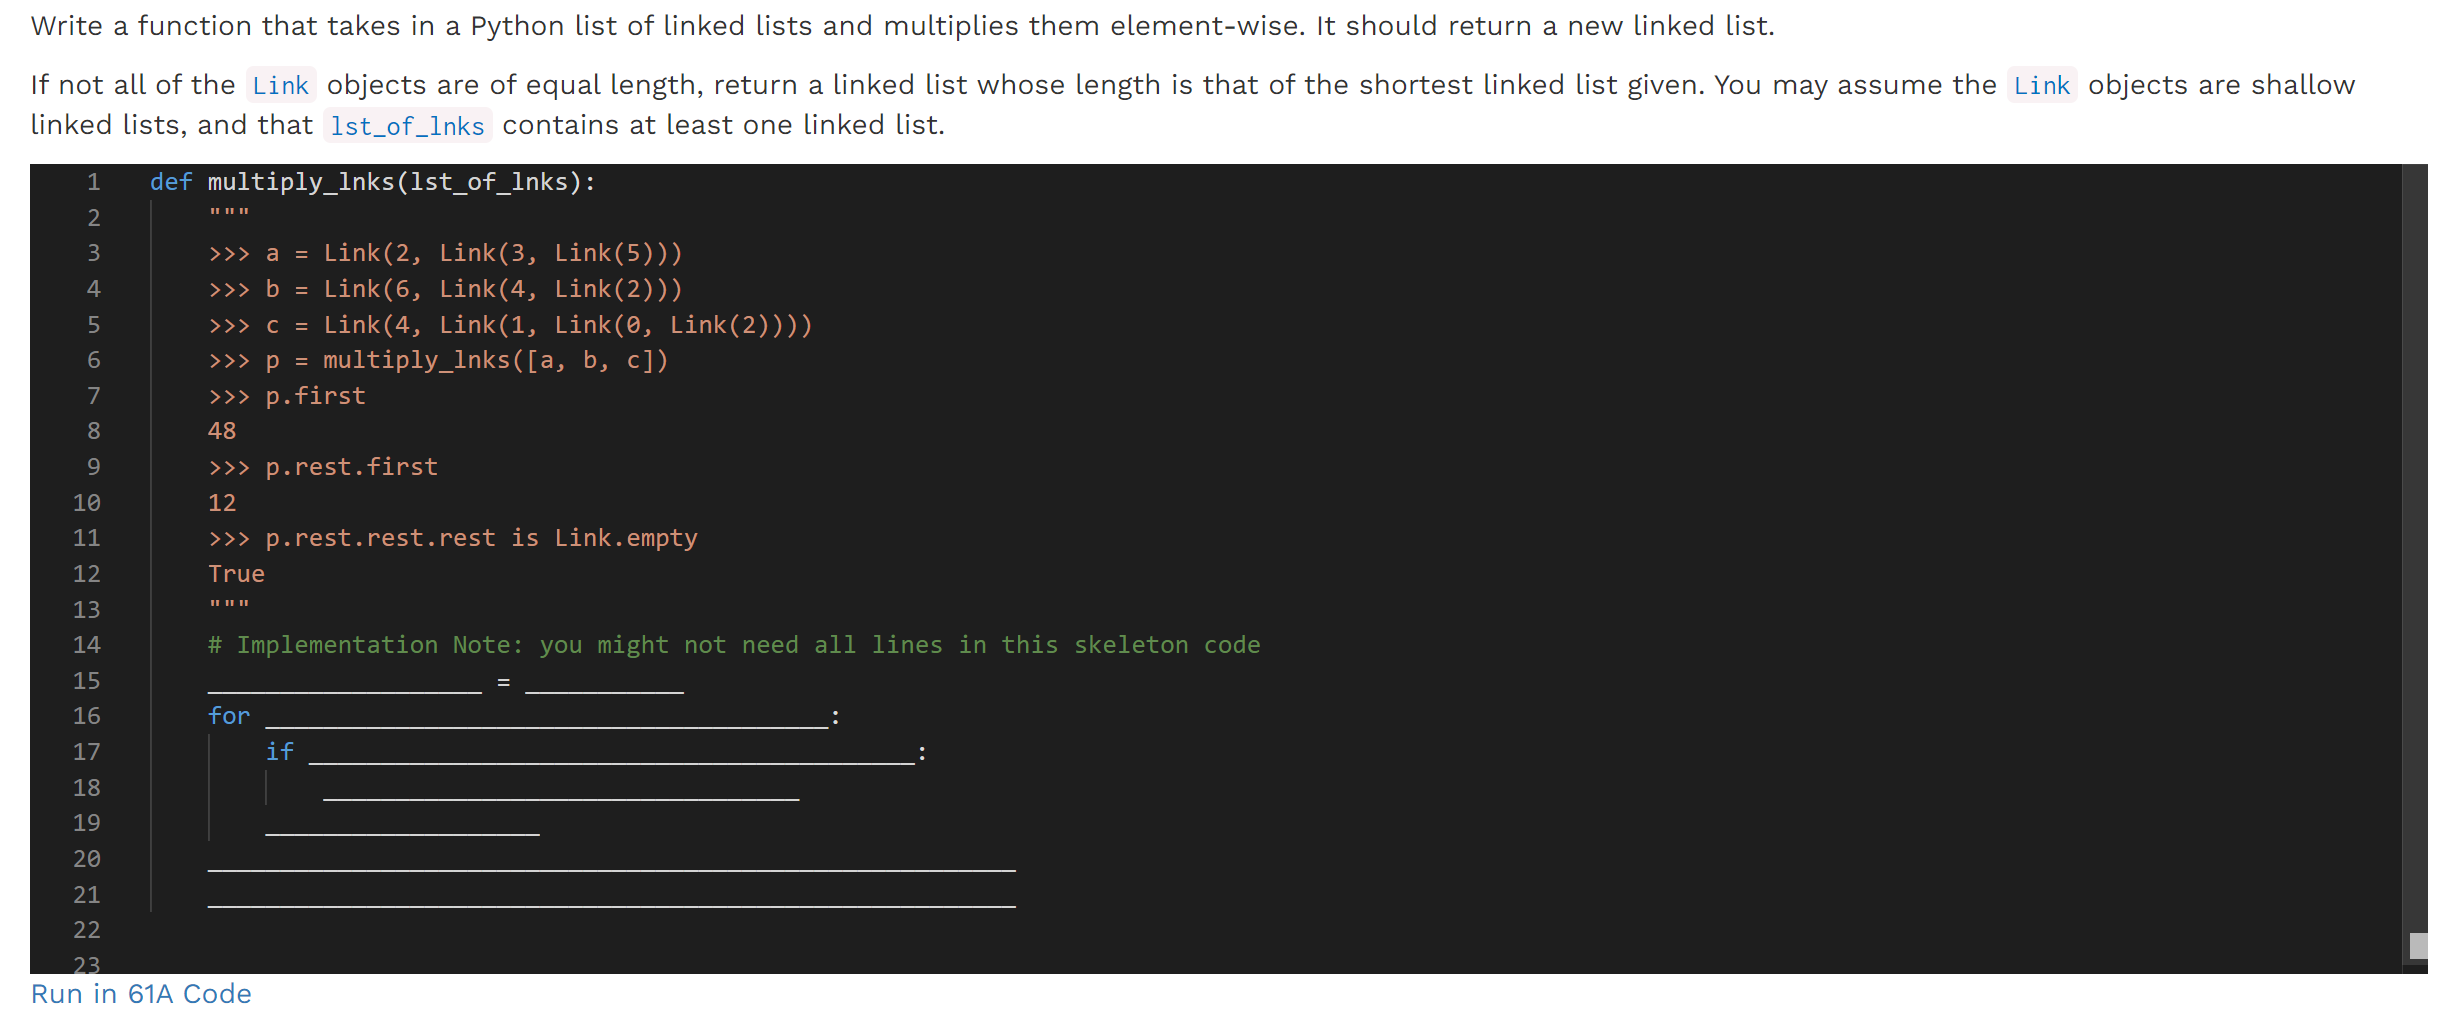 Write a function that takes in a Python list of linked lists and multiplies them element-wise. It should return a new linked list.
If not all of the Link objects are of equal length, return a linked list whose length is that of the shortest linked list given. You may assume the Link objects are shallow
linked lists, and that lst_of_lnks contains at least one linked list.
1 def multiply_lnks(lst_of_lnks):
2 """
3 >>> a = Link(2, Link(3, Link(5)))
4 >>> b = Link(6, Link(4, Link(2)))
5 >>> c = Link(4, Link(1, Link(0, Link(2))))
6 >>> p = multiply_lnks([a, b, c])
7 >>> p.first
8 48
9 >>> p.rest.first
10 12
11 >>> p.rest.rest.rest is Link.empty
12 True
13 """
14 # Implementation Note: you might not need all lines in this skeleton code
15 ___________________ = ___________
16 for _______________________________________:
17 if __________________________________________:
18 _________________________________
19 ___________________
20 ________________________________________________________
21 ________________________________________________________
22
23
Run in 61A Code